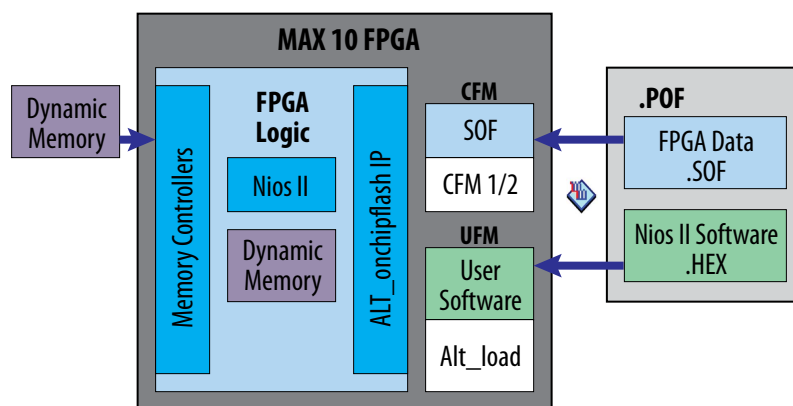 MAX 10 FPGA
Dynamic
Memory
Memory Controllers
FPGA
Logic
Nios II
Dynamic
Memory
ALT_onchipflash IP
CFM
SOF
CFM 1/2
UFM
User
Software
Alt_load
.POF
FPGA Data
.SOF
Nios II Software
.HEX